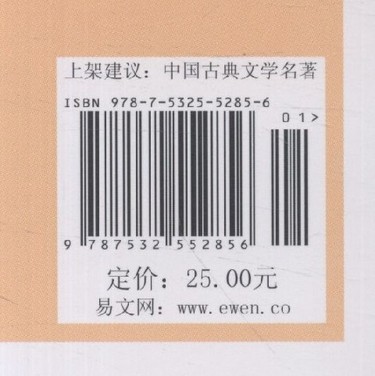 上架建议：中国古典文学名著
ISBN 978-7-5325-5285-6
01>
9 787532 552856
定价：25.00元
易文网：www.ewen.co